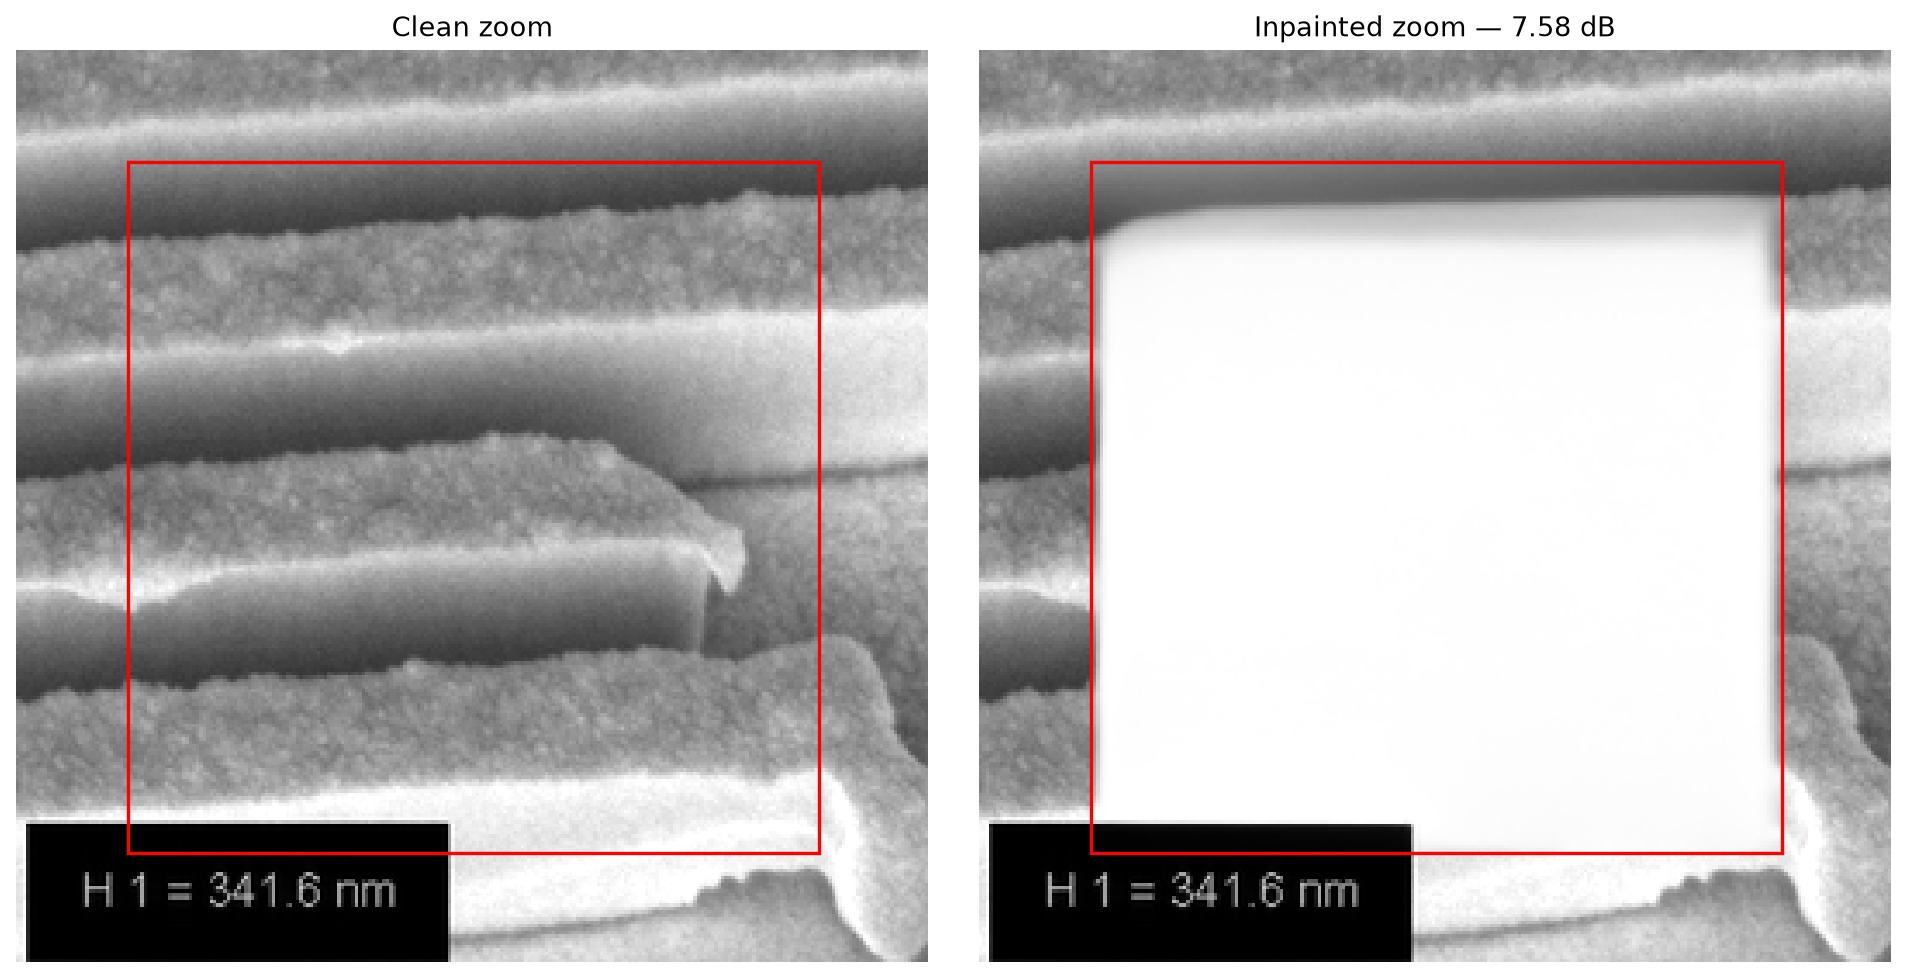 Clean zoom
Inpainted zoom — 7.58 dB
H 1 = 341.6 nm
H 1 = 341.6 nm